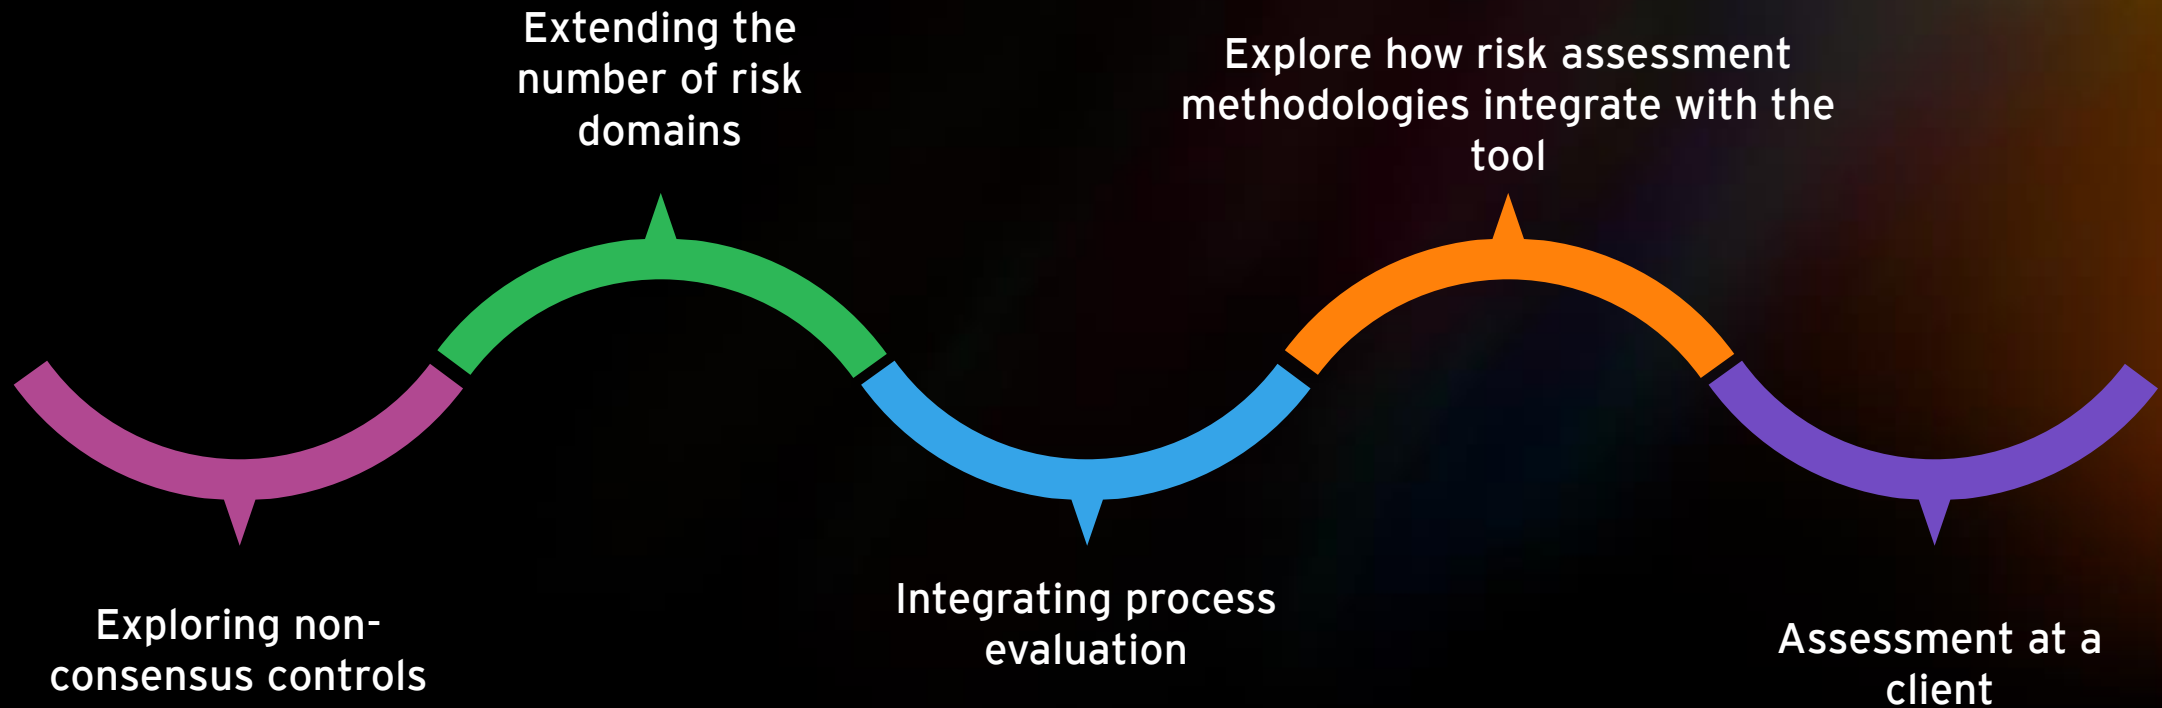 Extending the
number of risk
domains
Explore how risk assessment
methodologies integrate with the
tool
Exploring non-
consensus controls
Integrating process
evaluation
Assessment at a
client